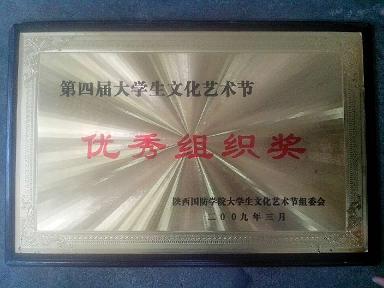 第四届大学生文化艺术节
优秀组织奖
陕西国防学院大学生文化艺术节组委会
二00九年三月